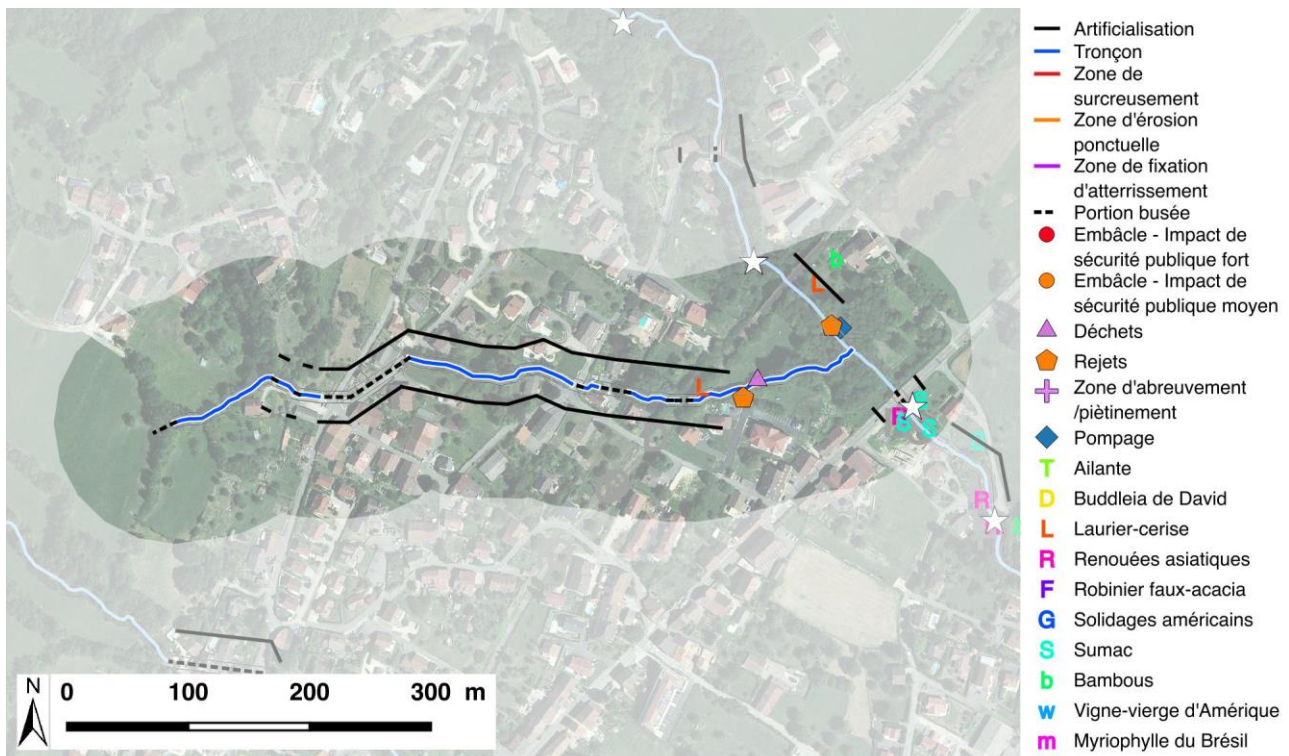 Artificialisation
Tronçon
Zone de
surcreusement
Zone d'érosion
ponctuelle
Zone de fixation
d'atterrissement
Portion busée
Embâcle - Impact de
sécurité publique fort
Embâcle - Impact de
sécurité publique moyen
Déchets
Rejets
Zone d'abreuvement
/piètinement
Pompage
T Ailante
D Buddleia de David
L Laurier-cerise
R Renouées asiatiques
F Robinier faux-acacia
G Solidages américains
S Sumac
b Bambous
w Vigne-vierge d'Amérique
m Myriophylle du Brésil
b
L
L
R
S
S
S
R
N
0 100 200 300 m